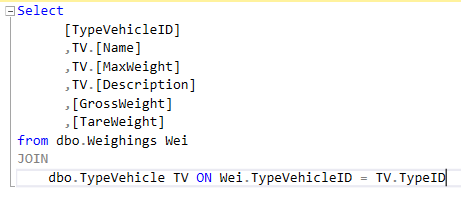 Select
[TypeVehicleID]
,TV.[Name]
,TV.[MaxWeight]
,TV.[Description]
,[GrossWeight]
,[TareWeight]
from dbo.Weighings Wei
JOIN
dbo.TypeVehicle TV ON Wei.TypeVehicleID = TV.TypeID